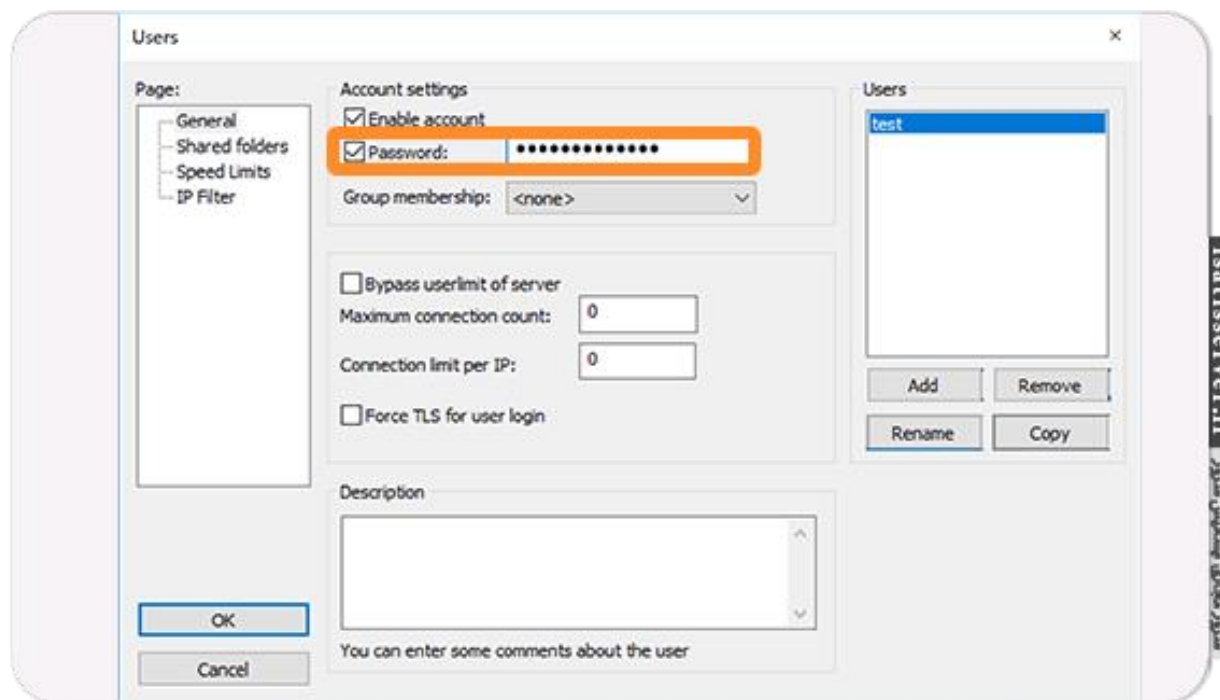 Users
Page:
General
Shared folders
Speed Limits
IP Filter
OK
Cancel
Account settings
Enable account
Password: •••••••••••••
Group membership: <none>
Bypass userlimit of server
Maximum connection count: 0
Connection limit per IP: 0
Force TLS for user login
Description
You can enter some comments about the user
Users
test
Add Remove
Rename Copy